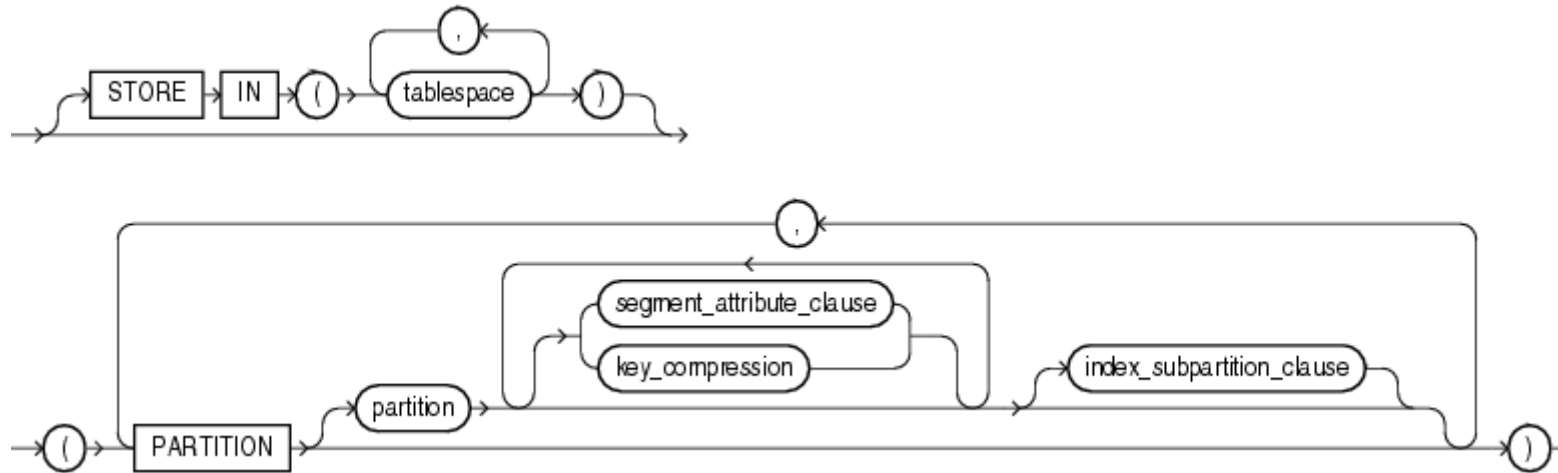 ,
STORE IN ( tablespace )
,
segment_attribute_clause
key_compression
index_subpartition_clause
partition
( PARTITION )